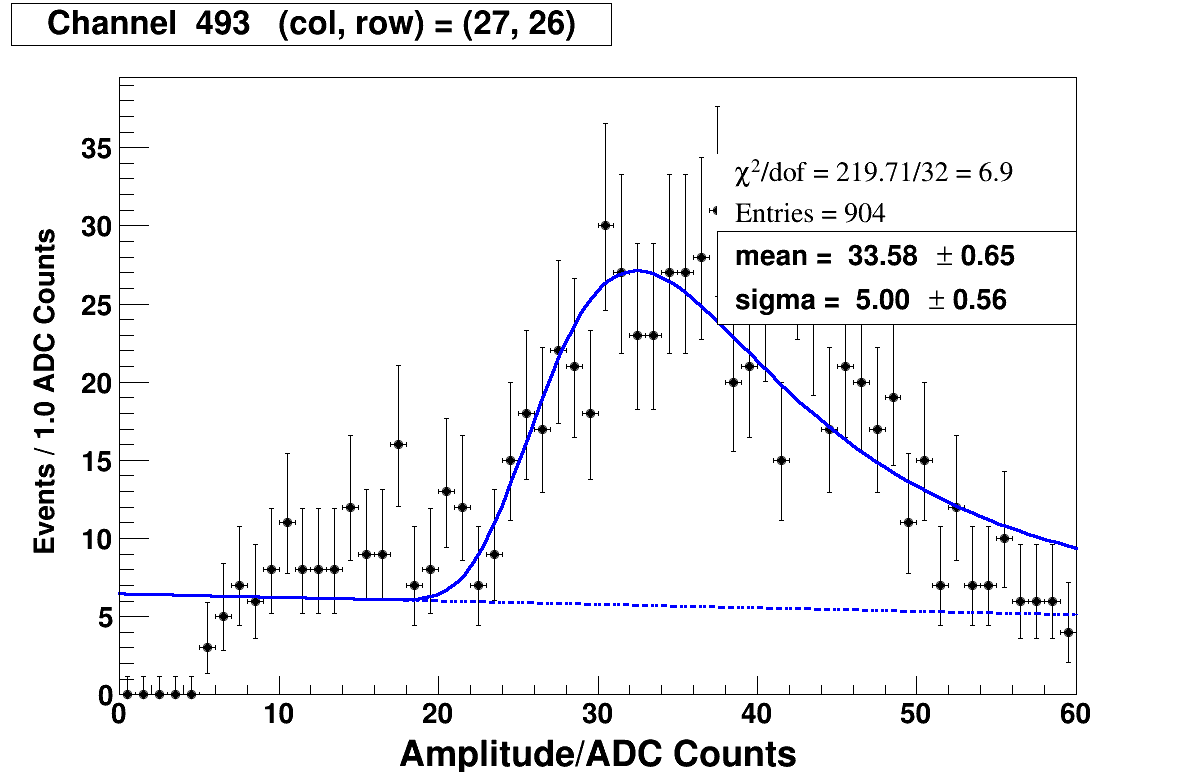 Channel 493 (col, row) = (27, 26)
χ²/dof = 219.71/32 = 6.9
Entries = 904
mean = 33.58 ± 0.65
sigma = 5.00 ± 0.56
Events / 1.0 ADC Counts
35
30
25
20
15
10
5
0
0 10 20 30 40 50 60
Amplitude/ADC Counts